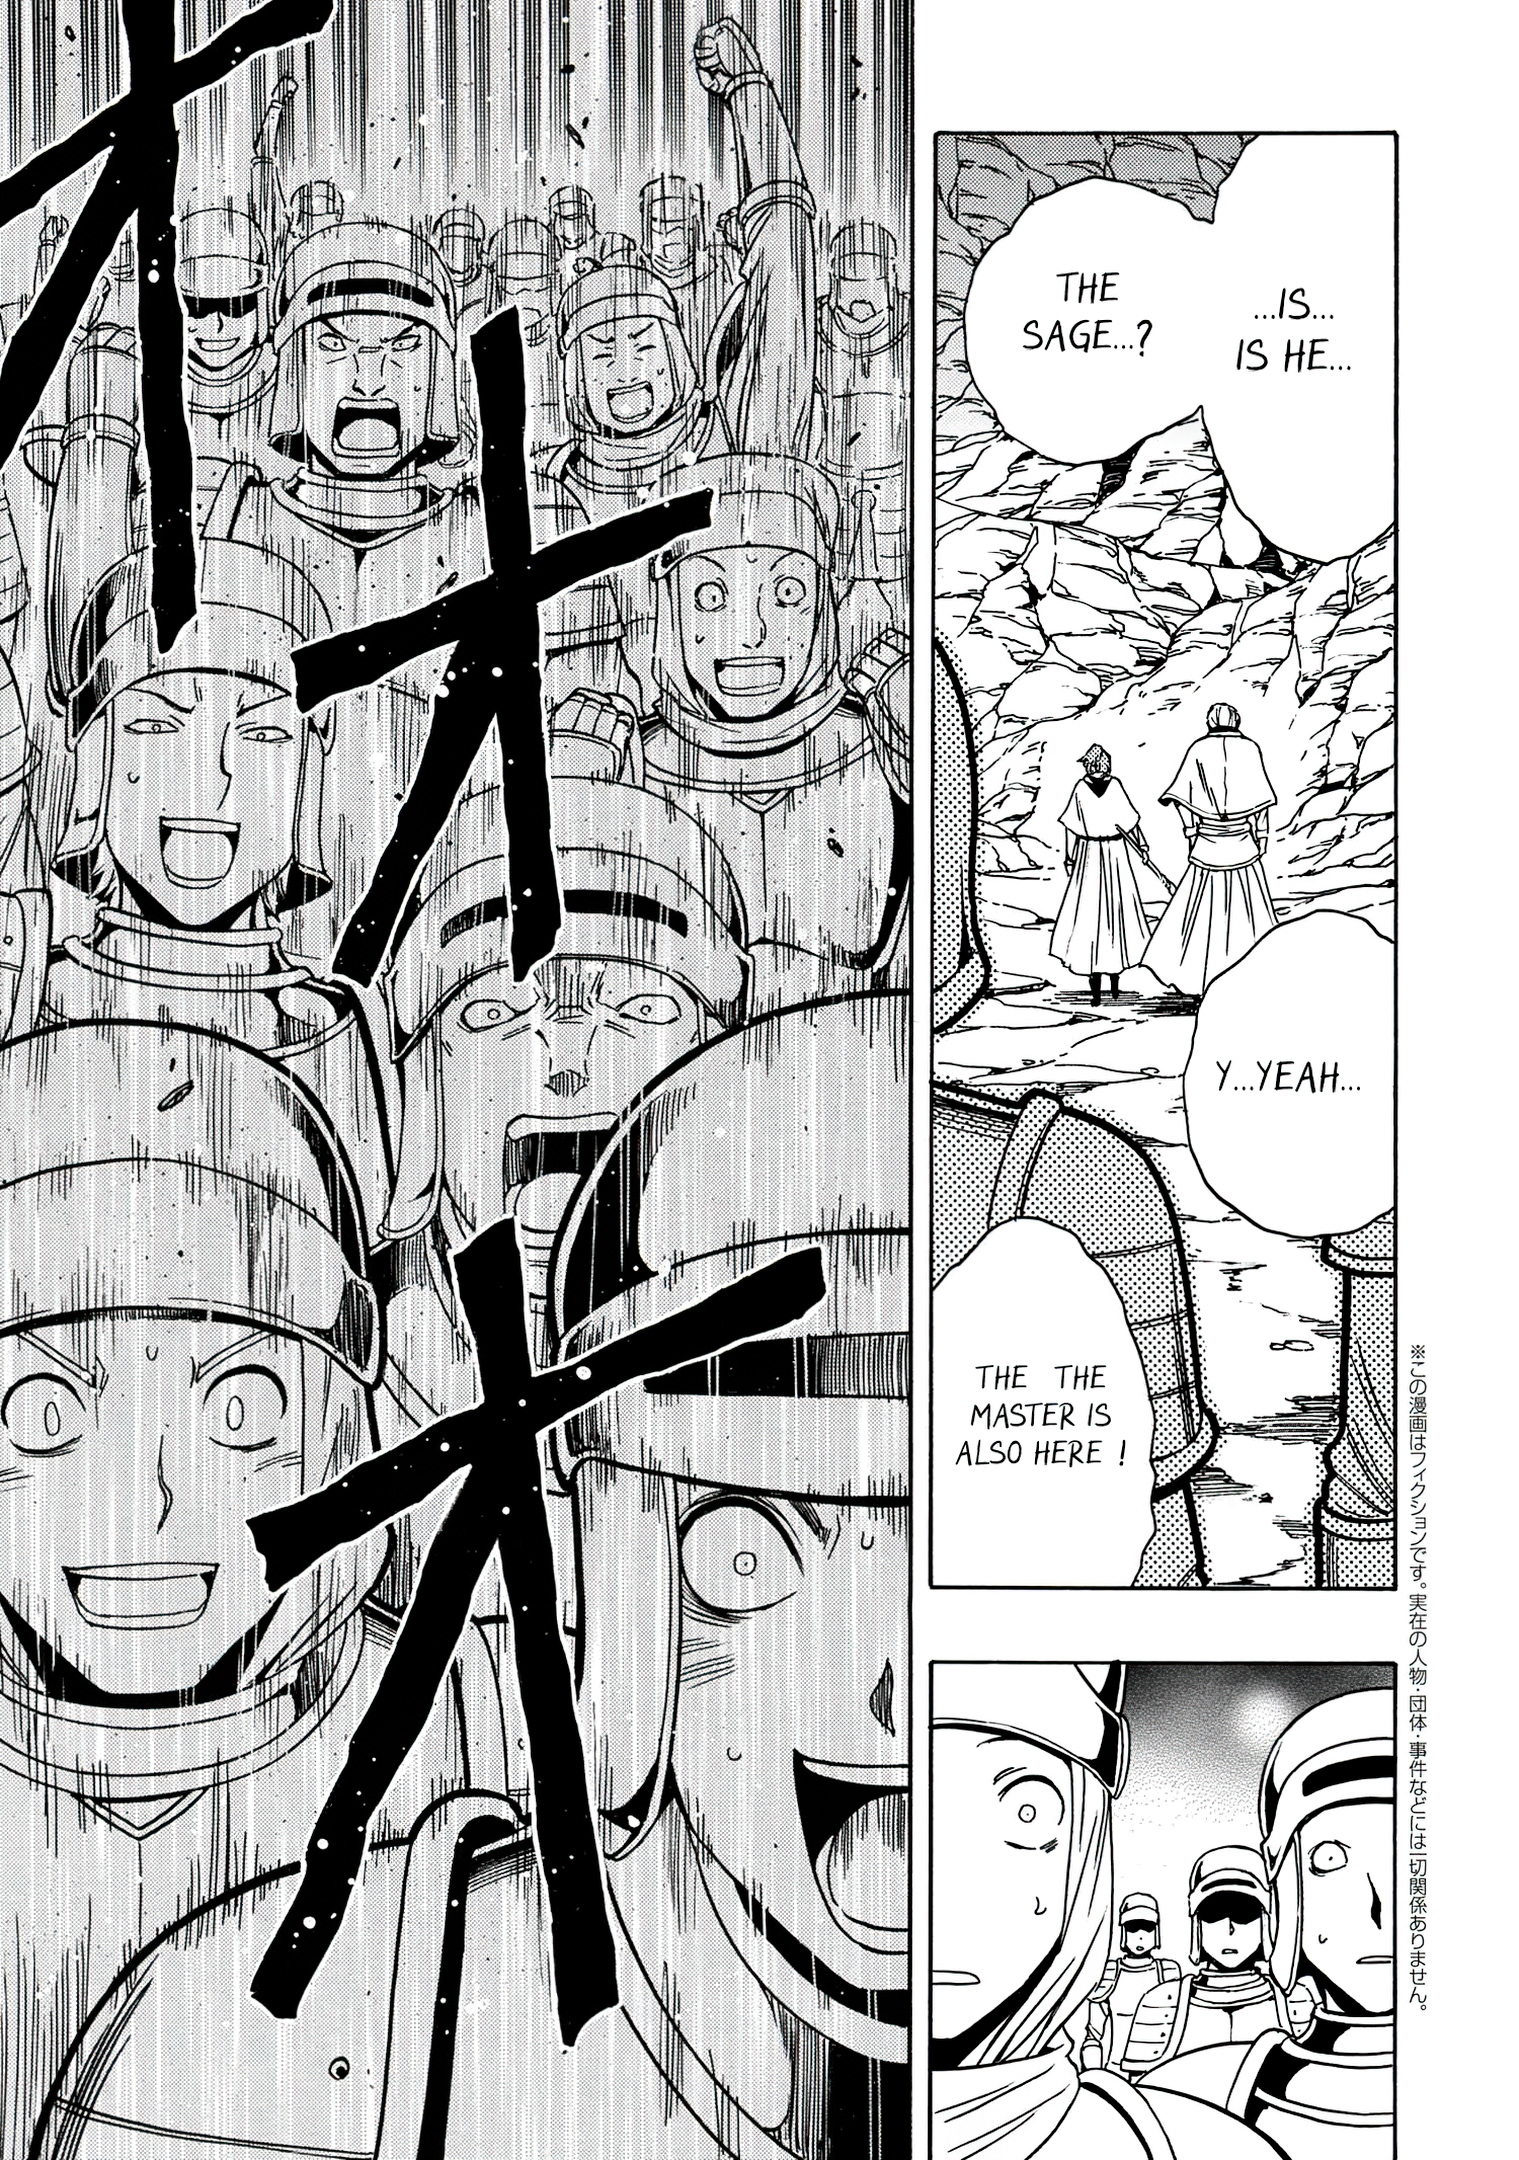 ...IS...
IS HE...
THE
SAGE...?
Y...YEAH...
THE THE
MASTER IS
ALSO HERE !
※この漫画はフィクションです。実在の人物・団体・事件などには一切関係ありません。
オ
オ
オ